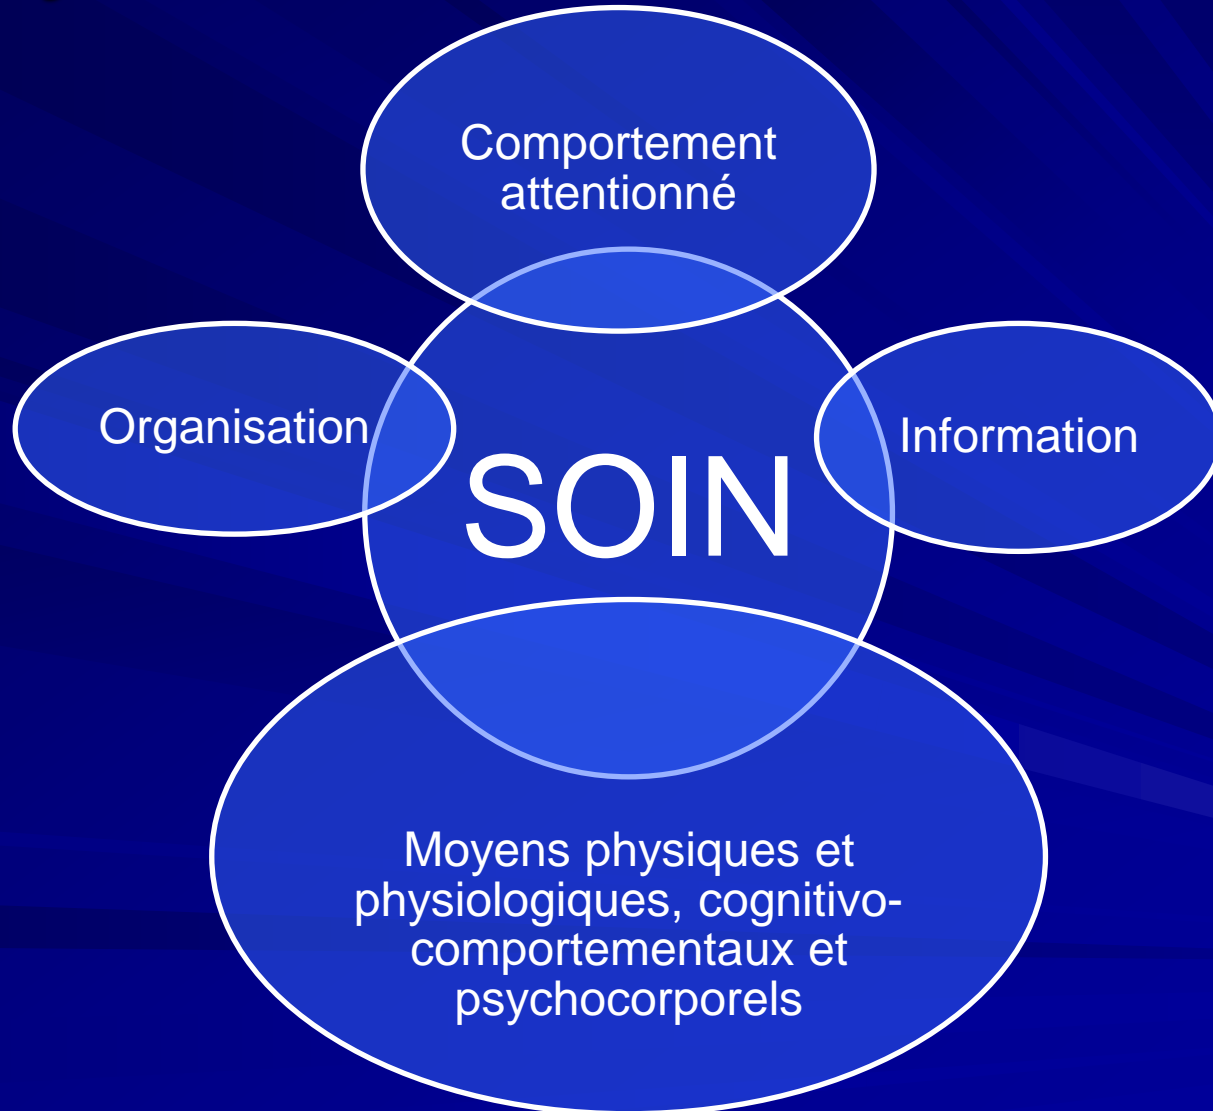 Comportement
attentionné
Organisation
Information
SOIN
Moyens physiques et
physiologiques, cognitivo-
comportementaux et
psychocorporels